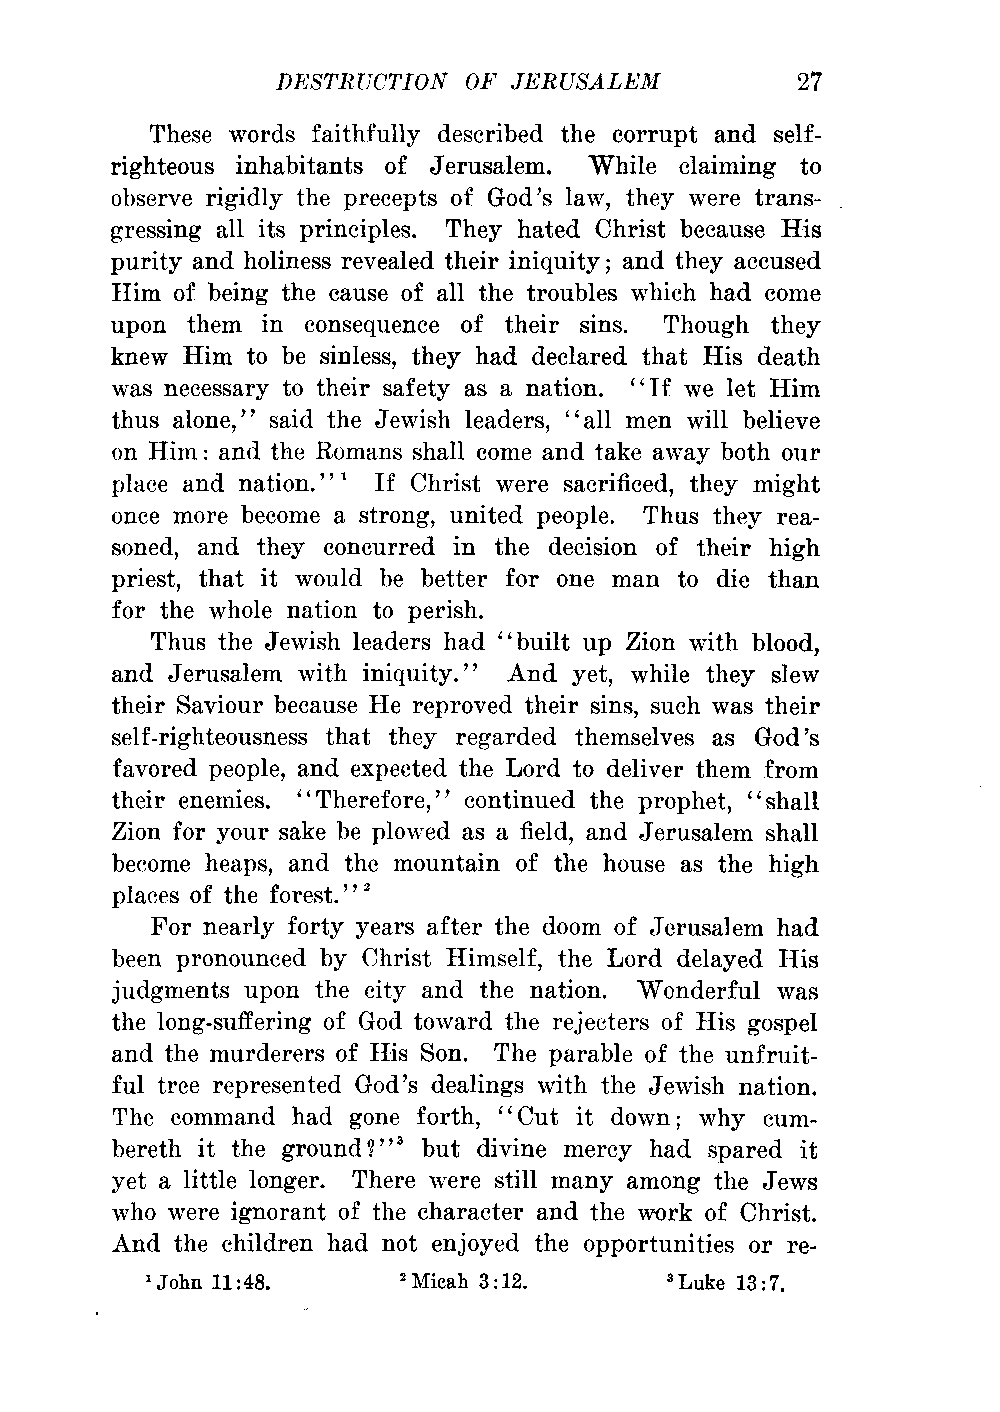 DESTRUCTION OF JERUSALEM 27
These words faithfully described the corrupt and self-
righteous inhabitants of Jerusalem. While claiming to
observe rigidly the precepts of God's law, they were trans-
gressing all its principles. They hated Christ because His
purity and holiness revealed their iniquity; and they accused
Him of being the cause of all the troubles which had come
upon them in consequence of their sins. Though they
knew Him to be sinless, they had declared that His death
was necessary to their safety as a nation. "If we let Him
thus alone," said the Jewish leaders, "all men will believe
on Him: and the Romans shall come and take away both our
place and nation."¹ If Christ were sacrificed, they might
once more become a strong, united people. Thus they rea-
soned, and they concurred in the decision of their high
priest, that it would be better for one man to die than
for the whole nation to perish.
Thus the Jewish leaders had "built up Zion with blood,
and Jerusalem with iniquity." And yet, while they slew
their Saviour because He reproved their sins, such was their
self-righteousness that they regarded themselves as God's
favored people, and expected the Lord to deliver them from
their enemies. "Therefore," continued the prophet, "shall
Zion for your sake be plowed as a field, and Jerusalem shall
become heaps, and the mountain of the house as the high
places of the forest."²
For nearly forty years after the doom of Jerusalem had
been pronounced by Christ Himself, the Lord delayed His
judgments upon the city and the nation. Wonderful was
the long-suffering of God toward the rejecters of His gospel
and the murderers of His Son. The parable of the unfruit-
ful tree represented God's dealings with the Jewish nation.
The command had gone forth, "Cut it down; why cum-
bereth it the ground?"³ but divine mercy had spared it
yet a little longer. There were still many among the Jews
who were ignorant of the character and the work of Christ.
And the children had not enjoyed the opportunities or re-
¹ John 11:48. ² Micah 3:12. ³ Luke 13:7.